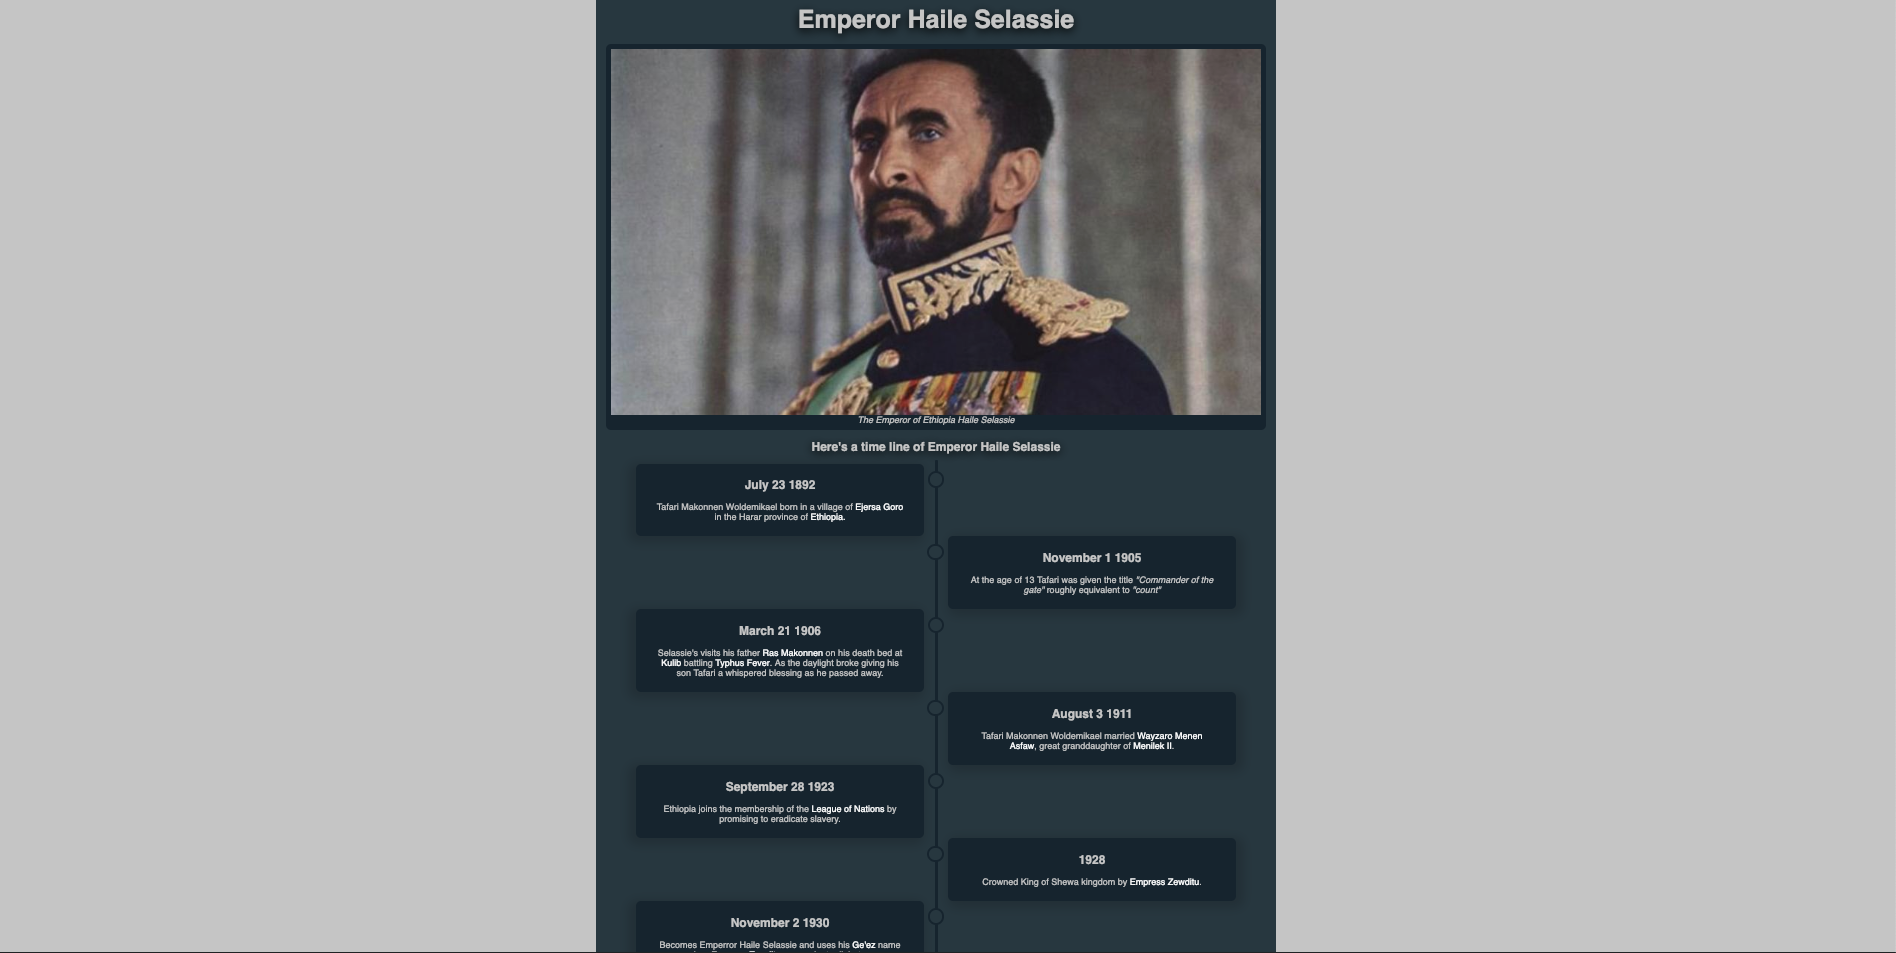 Emperor Haile Selassie
The Emperor of Ethiopia Haile Selassie
Here's a time line of Emperor Haile Selassie
July 23 1892
Tafari Makonnen Woldemikael born in a village of Ejersa Goro
in the Harar province of Ethiopia.
November 1 1905
At the age of 13 Tafari was given the title "Commander of the
gate" roughly equivalent to "count"
March 21 1906
Selassie's visits his father Ras Makonnen on his death bed at
Kulib battling Typhus Fever. As the daylight broke giving his
son Tafari a whispered blessing as he passed away.
August 3 1911
Tafari Makonnen Woldemikael married Wayzaro Menen
Asfaw, great granddaughter of Menilek II.
September 28 1923
Ethiopia joins the membership of the League of Nations by
promising to eradicate slavery.
1928
Crowned King of Shewa kingdom by Empress Zewditu.
November 2 1930
Becomes Emperror Haile Selassie and uses his Ge'ez name